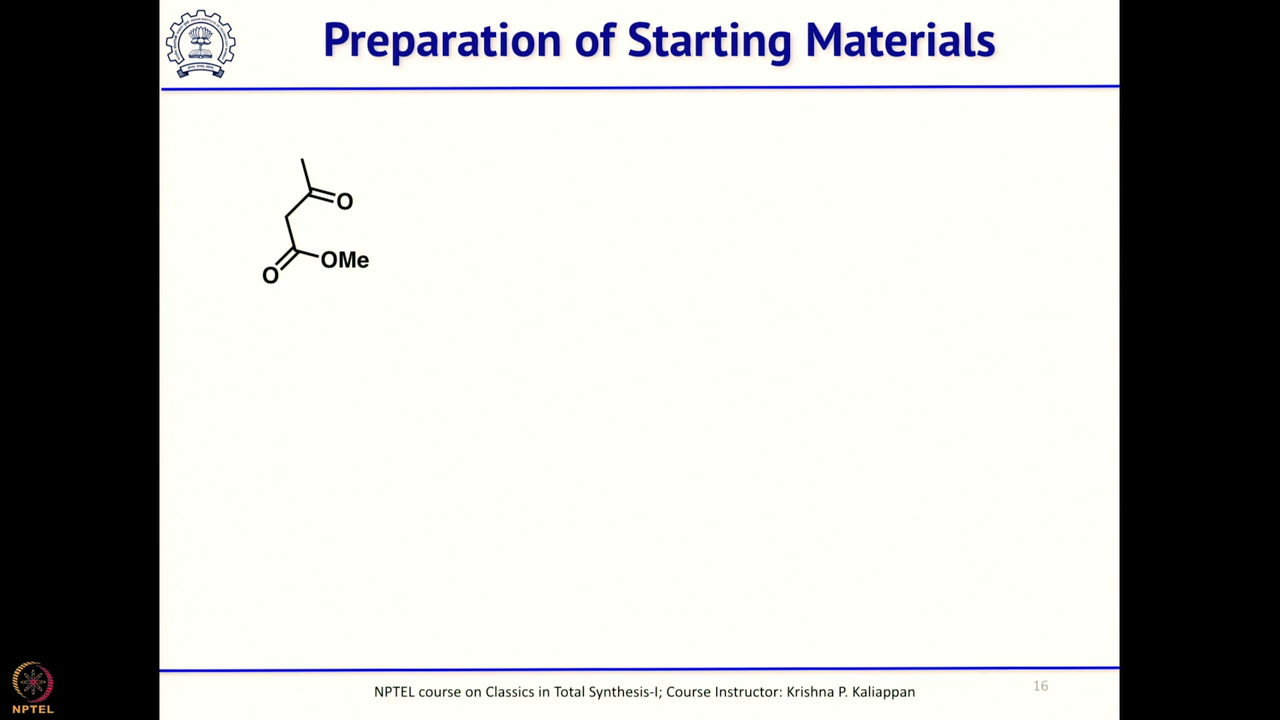 Preparation of Starting Materials
O
OMe
O
NPTEL course on Classics in Total Synthesis-I; Course Instructor: Krishna P. Kaliappan
16
NPTEL